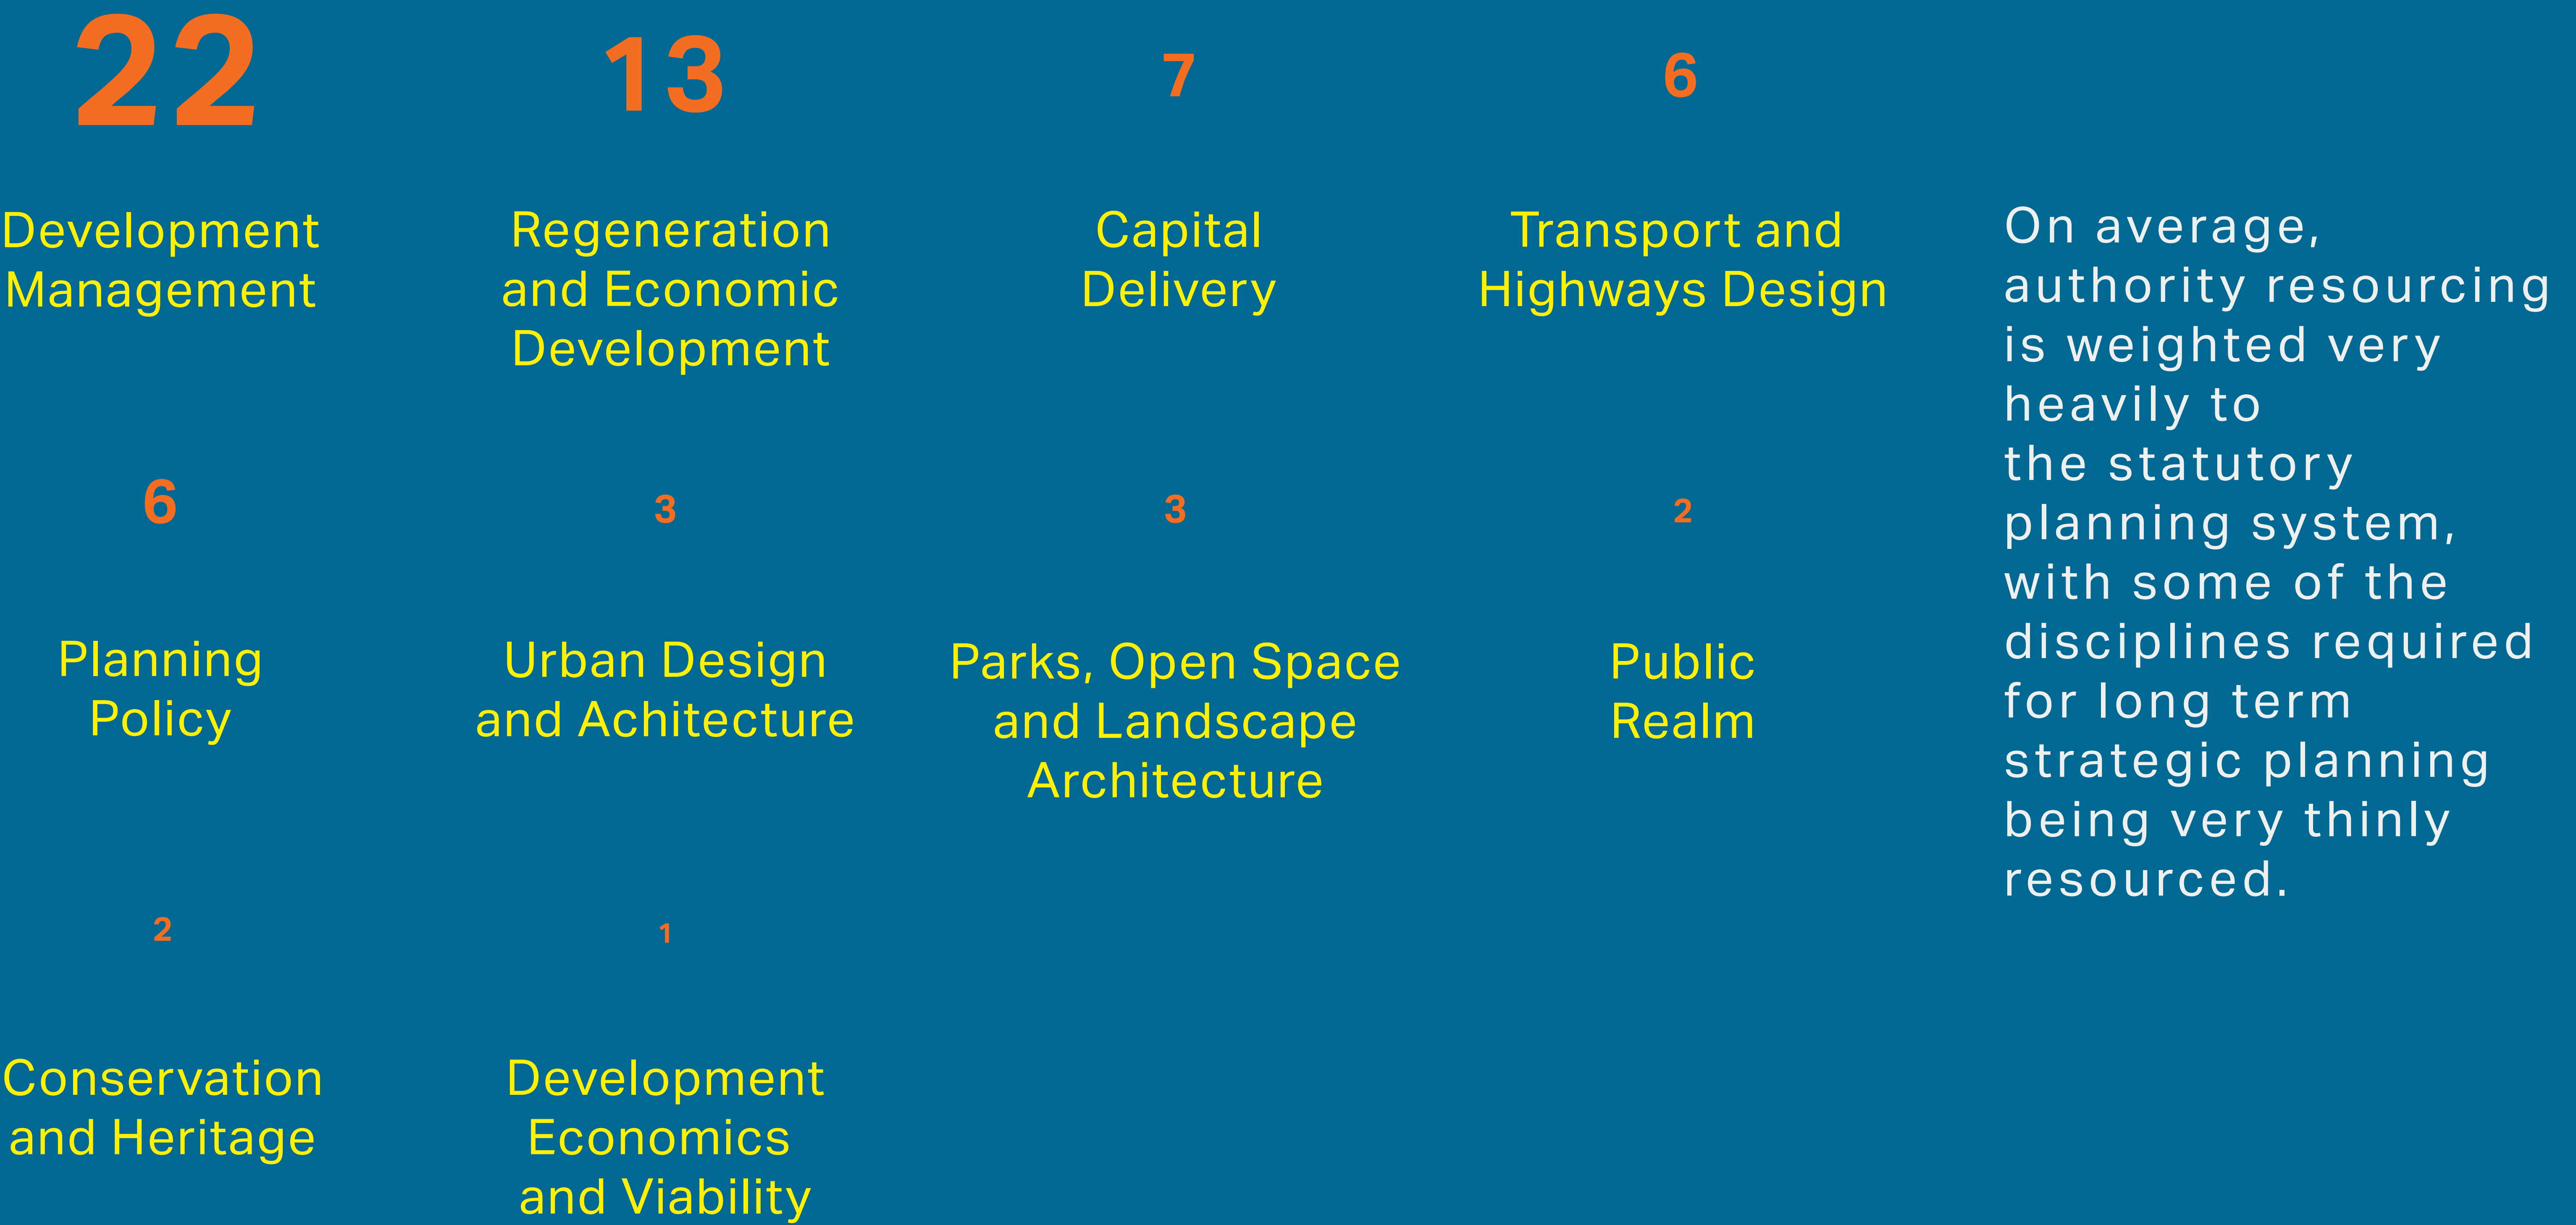 22
Development
Management
13
Regeneration
and Economic
Development
7
Capital
Delivery
6
Transport and
Highways Design
6
Planning
Policy
3
Urban Design
and Achitecture
3
Parks, Open Space
and Landscape
Architecture
2
Public
Realm
2
Conservation
and Heritage
1
Development
Economics
and Viability
On average,
authority resourcing
is weighted very
heavily to
the statutory
planning system,
with some of the
disciplines required
for long term
strategic planning
being very thinly
resourced.